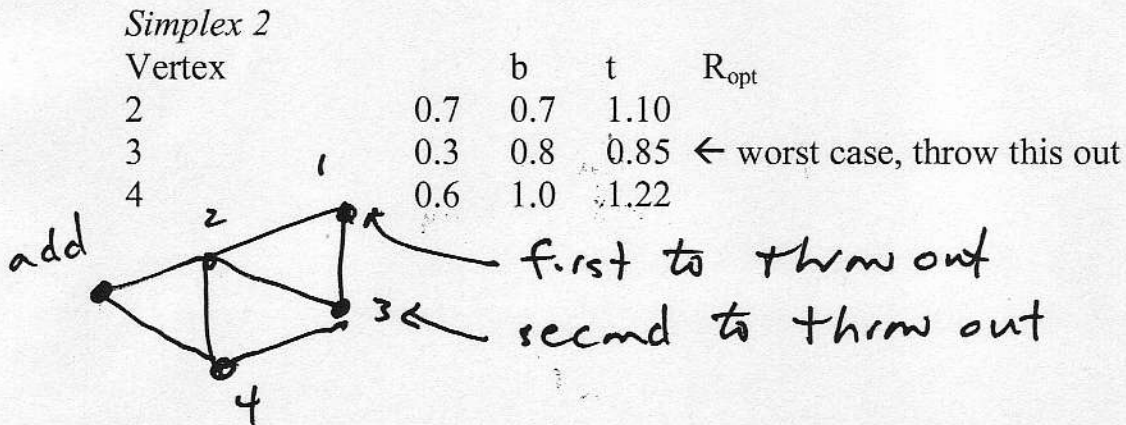 Simplex 2
Vertex b t Ropt
2 0.7 0.7 1.10
3 0.3 0.8 0.85 ← worst case, throw this out
4 0.6 1.0 1.22
1
2
add
first to throw out
3
second to throw out
4